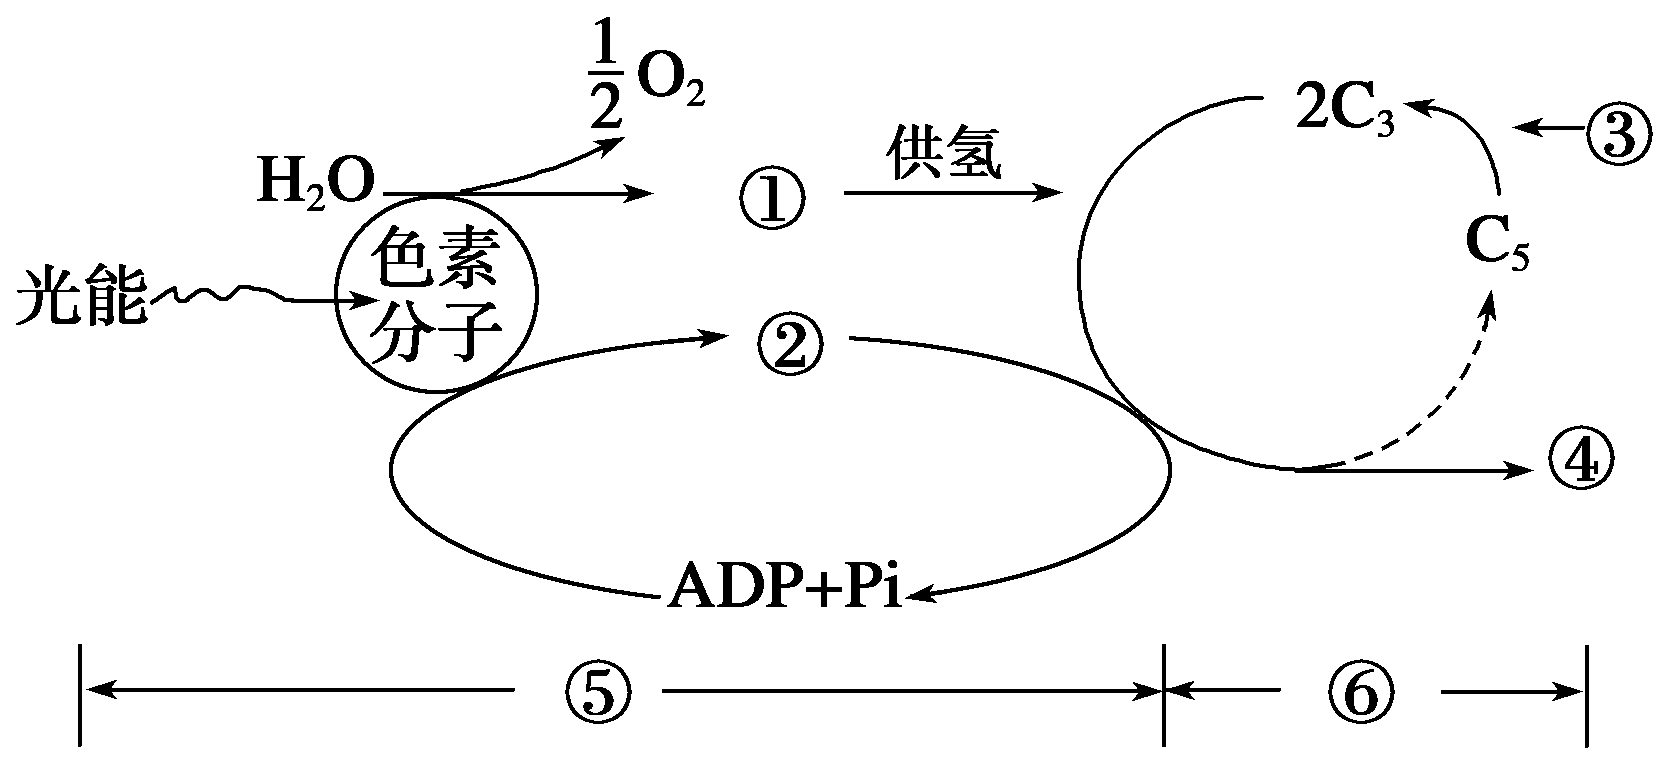 1/2 O₂
2C₃
③
供氢
H₂O
①
色素
分子
C₅
光能
②
④
ADP+Pi
⑤
⑥